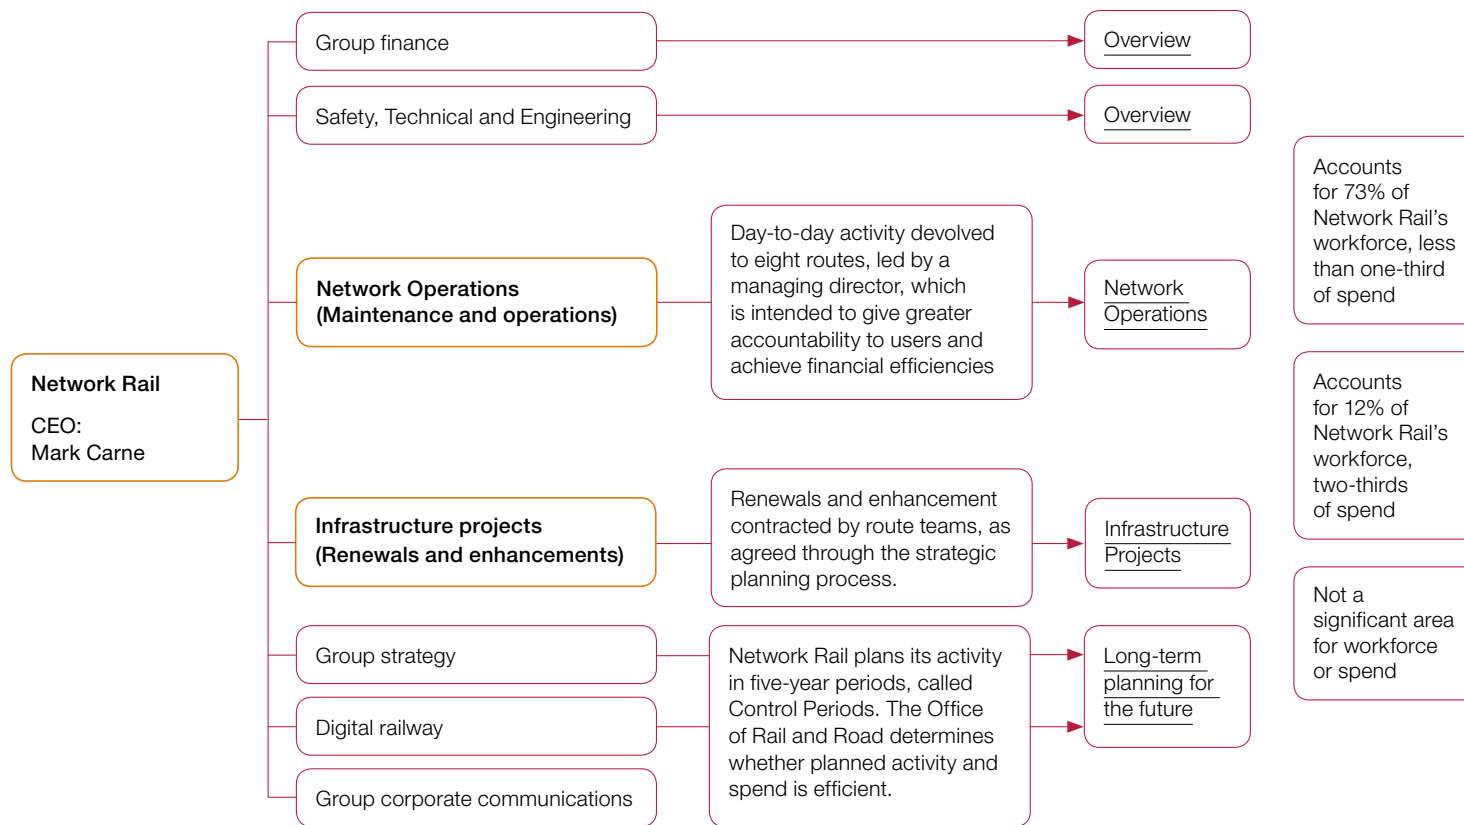 Group finance
Overview
Safety, Technical and Engineering
Overview
Network Operations
(Maintenance and operations)
Day-to-day activity devolved
to eight routes, led by a
managing director, which
is intended to give greater
accountability to users and
achieve financial efficiencies
Network
Operations
Accounts
for 73% of
Network Rail's
workforce, less
than one-third
of spend
Network Rail
CEO:
Mark Carne
Accounts
for 12% of
Network Rail's
workforce,
two-thirds
of spend
Infrastructure projects
(Renewals and enhancements)
Renewals and enhancement
contracted by route teams, as
agreed through the strategic
planning process.
Infrastructure
Projects
Not a
significant area
for workforce
or spend
Group strategy
Digital railway
Group corporate communications
Network Rail plans its activity
in five-year periods, called
Control Periods. The Office
of Rail and Road determines
whether planned activity and
spend is efficient.
Long-term
planning for
the future